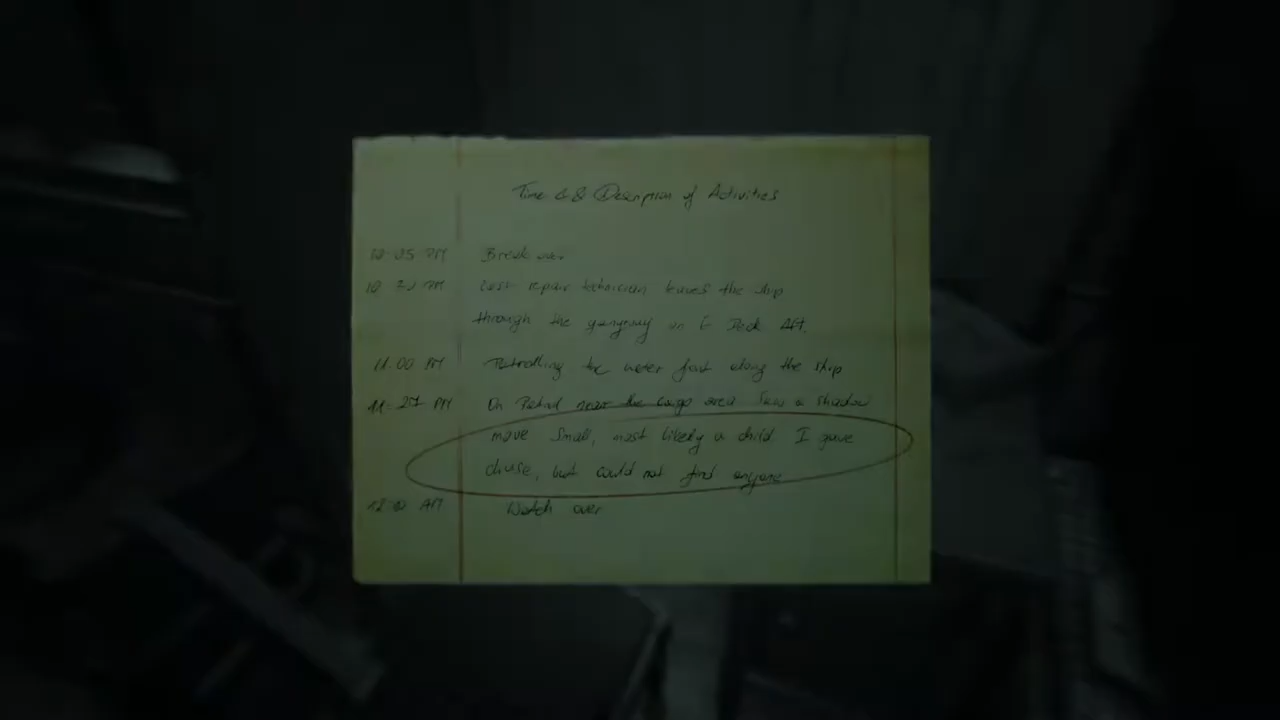 Time & Description of Activities
PM Break over
PM Last repair technician leaves the ship
through the gangway on E Deck Aft.
11:00 PM Patrolling the water front along the ship
11:27 PM On Patrol near the cargo area Saw a shadow
move Small, most likely a child. I gave
chase, but could not find anyone
AM Watch over